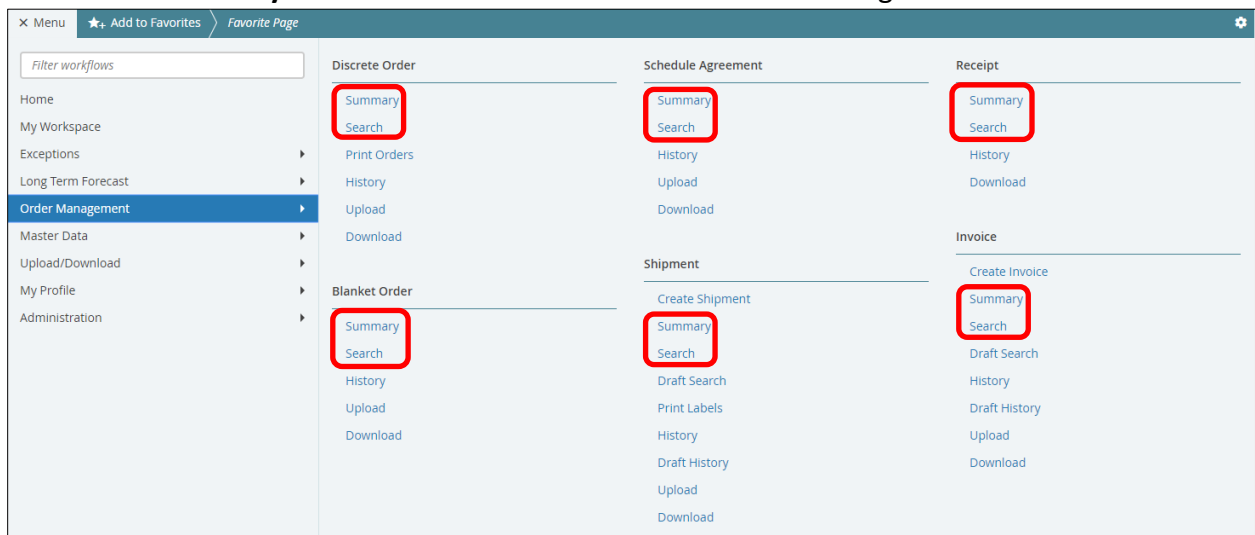 × Menu ★+ Add to Favorites Favorite Page
Filter workflows
Home
My Workspace
Exceptions
Long Term Forecast
Order Management
Master Data
Upload/Download
My Profile
Administration
Discrete Order
Summary
Search
Print Orders
History
Upload
Download
Blanket Order
Summary
Search
History
Upload
Download
Schedule Agreement
Summary
Search
History
Upload
Download
Shipment
Create Shipment
Summary
Search
Draft Search
Print Labels
History
Draft History
Upload
Download
Receipt
Summary
Search
History
Download
Invoice
Create Invoice
Summary
Search
Draft Search
History
Draft History
Upload
Download